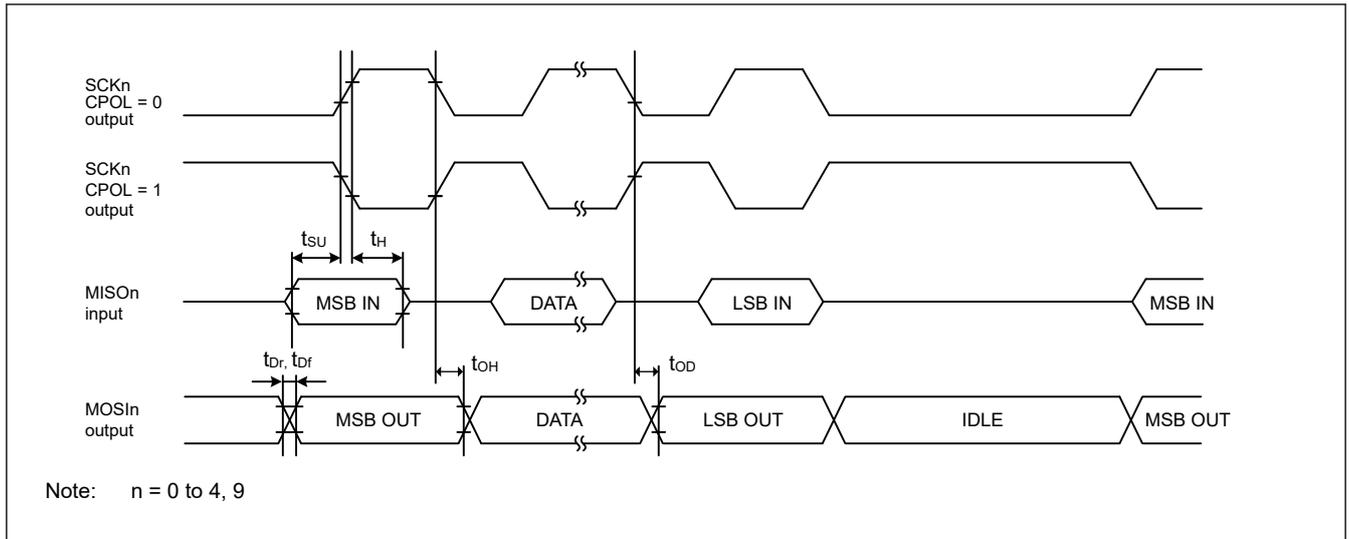 SCKn
CPOL = 0
output
SCKn
CPOL = 1
output
tSU
tH
MISOn
input
MSB IN
DATA
LSB IN
MSB IN
tDr, tDf
tOH
tOD
MOSIn
output
MSB OUT
DATA
LSB OUT
IDLE
MSB OUT
Note: n = 0 to 4, 9